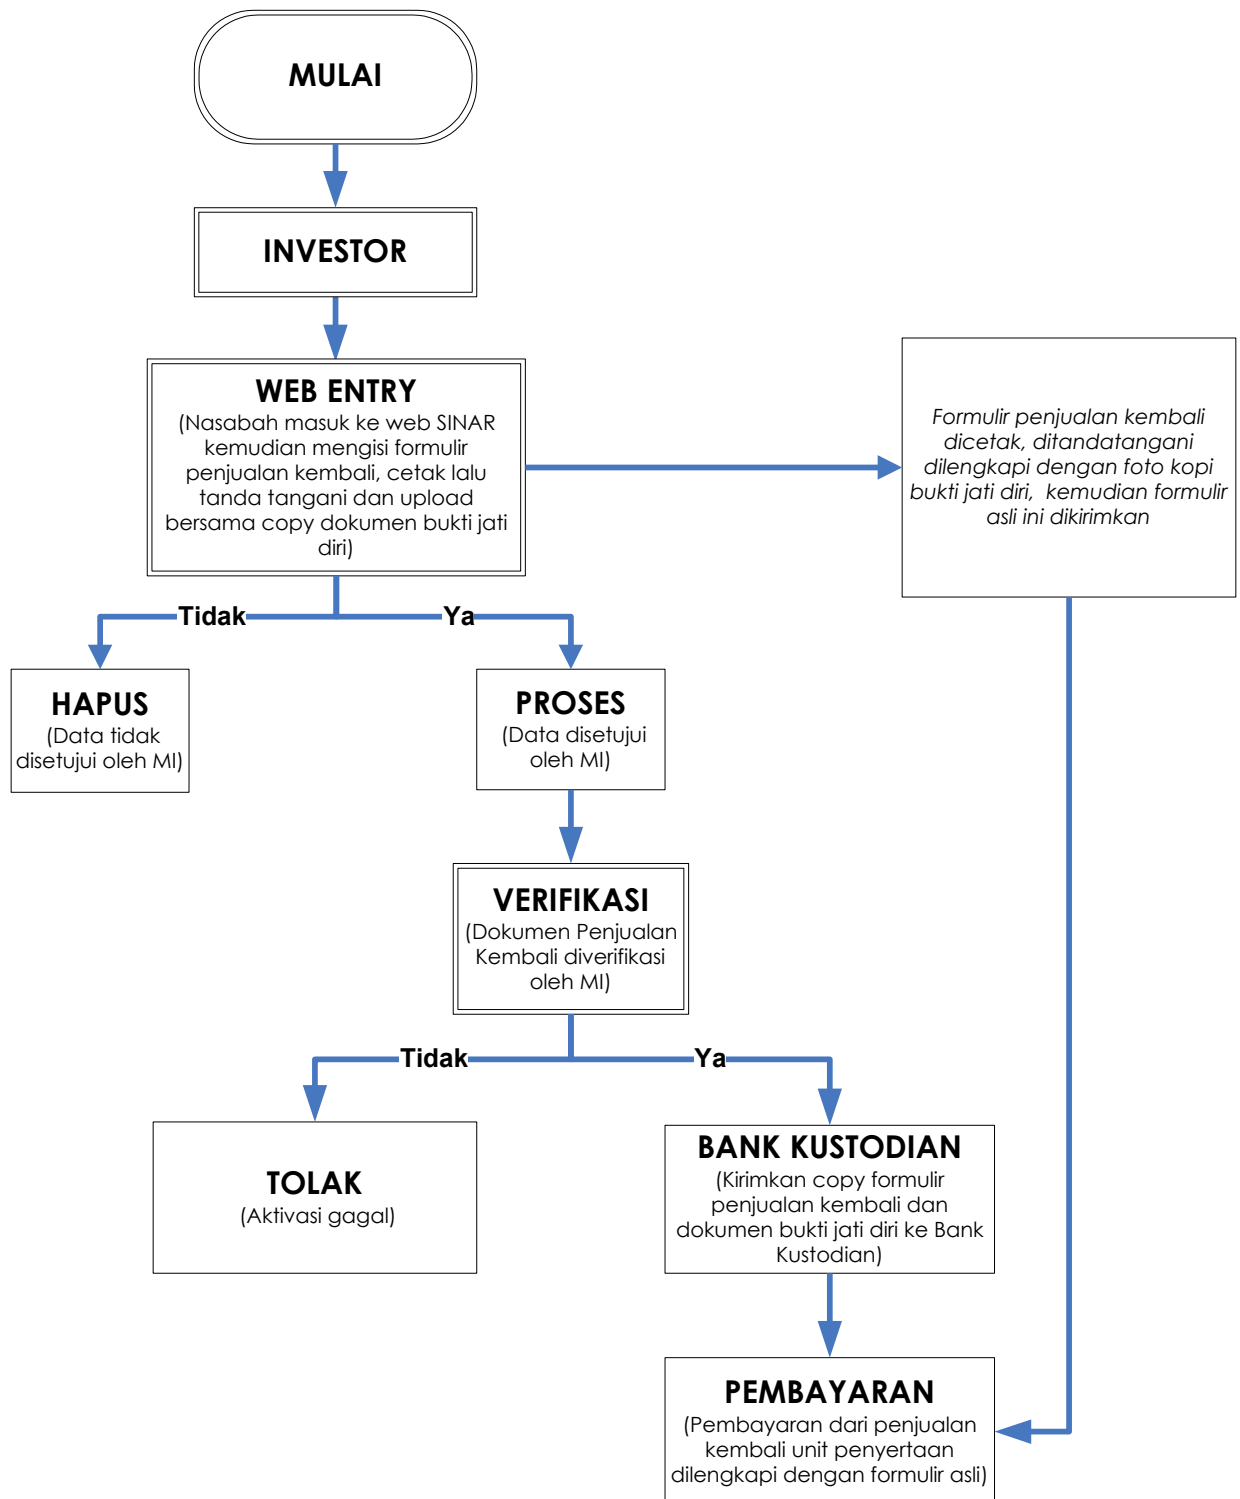 MULAI
INVESTOR
WEB ENTRY
(Nasabah masuk ke web SINAR
kemudian mengisi formulir
penjualan kembali, cetak lalu
tanda tangani dan upload
bersama copy dokumen bukti jati
diri)
Formulir penjualan kembali
dicetak, ditandatangani
dilengkapi dengan foto kopi
bukti jati diri, kemudian formulir
asli ini dikirimkan
Tidak
Ya
HAPUS
(Data tidak
disetujui oleh MI)
PROSES
(Data disetujui
oleh MI)
VERIFIKASI
(Dokumen Penjualan
Kembali diverifikasi
oleh MI)
Tidak
Ya
TOLAK
(Aktivasi gagal)
BANK KUSTODIAN
(Kirimkan copy formulir
penjualan kembali dan
dokumen bukti jati diri ke Bank
Kustodian)
PEMBAYARAN
(Pembayaran dari penjualan
kembali unit penyertaan
dilengkapi dengan formulir asli)